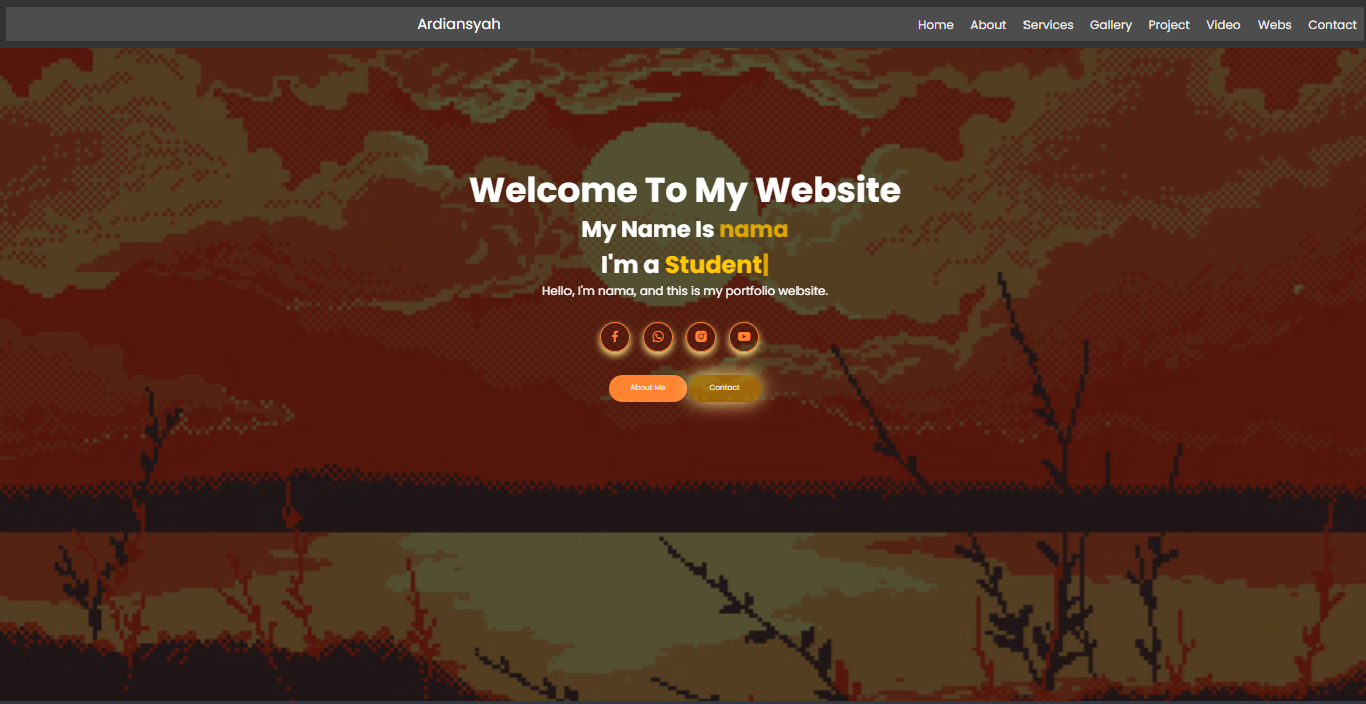 Ardiansyah
Home About Services Gallery Project Video Webs Contact
Welcome To My Website
My Name Is nama
I'm a Student|
Hello, I'm nama, and this is my portfolio website.
About Me Contact